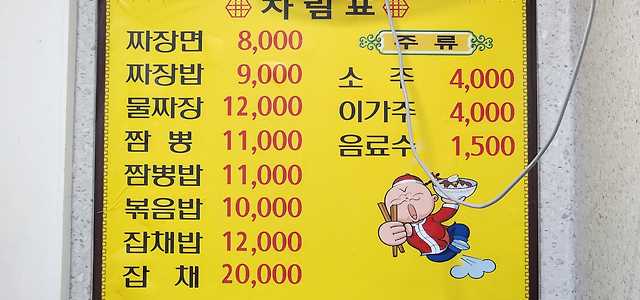 차림표
짜장면 8,000
짜장밥 9,000
물짜장 12,000
짬뽕 11,000
짬뽕밥 11,000
볶음밥 10,000
잡채밥 12,000
잡채 20,000
주류
소주 4,000
이가주 4,000
음료수 1,500